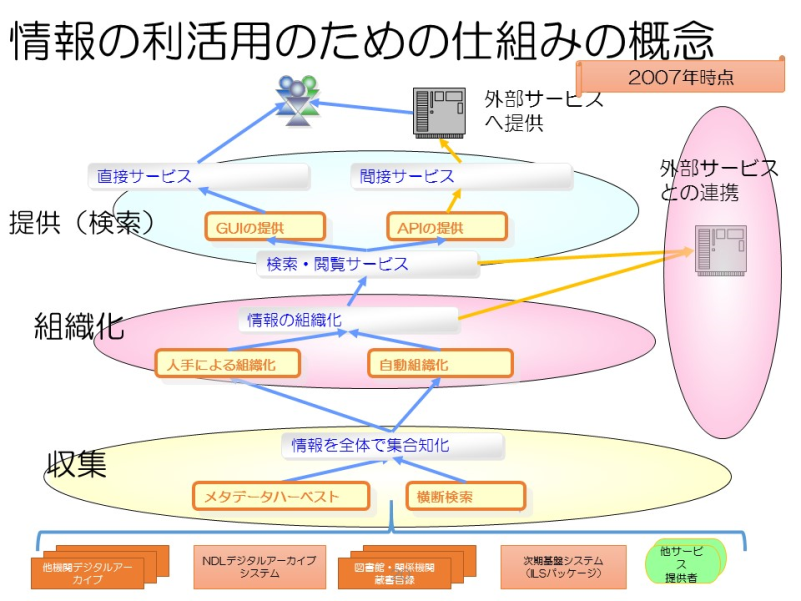 情報の利活用のための仕組みの概念
2007年時点
外部サービス
へ提供
外部サービス
との連携
直接サービス
間接サービス
提供（検索）
GUIの提供
APIの提供
検索・閲覧サービス
組織化
情報の組織化
人手による組織化
自動組織化
収集
情報を全体で集合知化
メタデータハーベスト
横断検索
他機関デジタルアー
カイブ
NDLデジタルアーカイブ
システム
図書館・関係機関
蔵書目録
次期基盤システム
（ILSパッケージ）
他サービ
ス
提供者